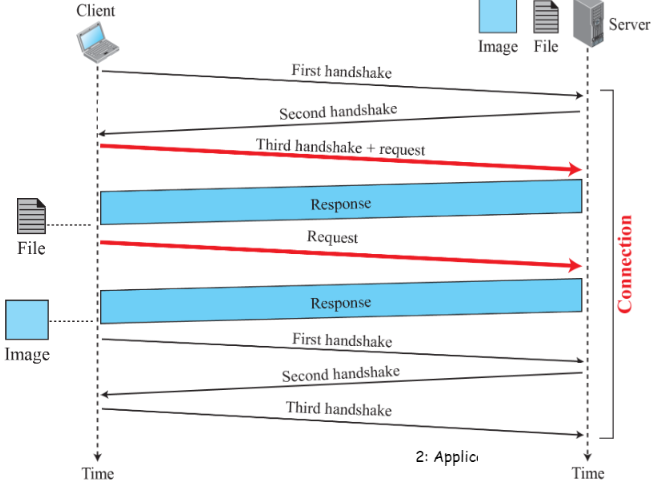 Client
Server
Image
File
First handshake
Second handshake
Third handshake + request
Response
File
Request
Connection
Response
Image
First handshake
Second handshake
Third handshake
2: Applic
Time
Time